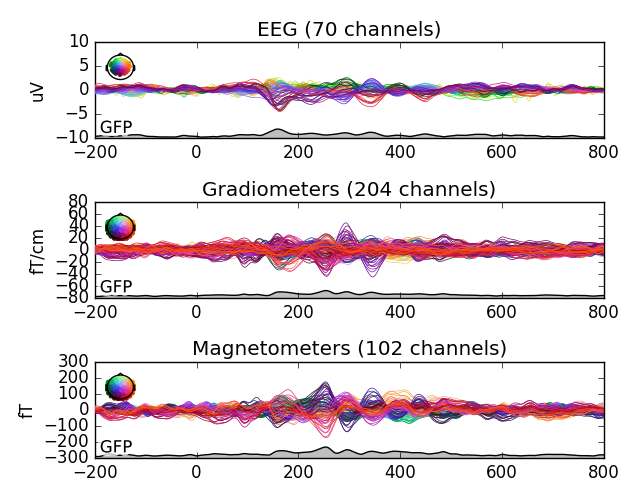 EEG (70 channels)
10
5
0
−5
−10
uV
GFP
−200 0 200 400 600 800
Gradiometers (204 channels)
80
60
40
20
0
−20
−40
−60
−80
fT/cm
GFP
−200 0 200 400 600 800
Magnetometers (102 channels)
300
200
100
0
−100
−200
−300
fT
GFP
−200 0 200 400 600 800